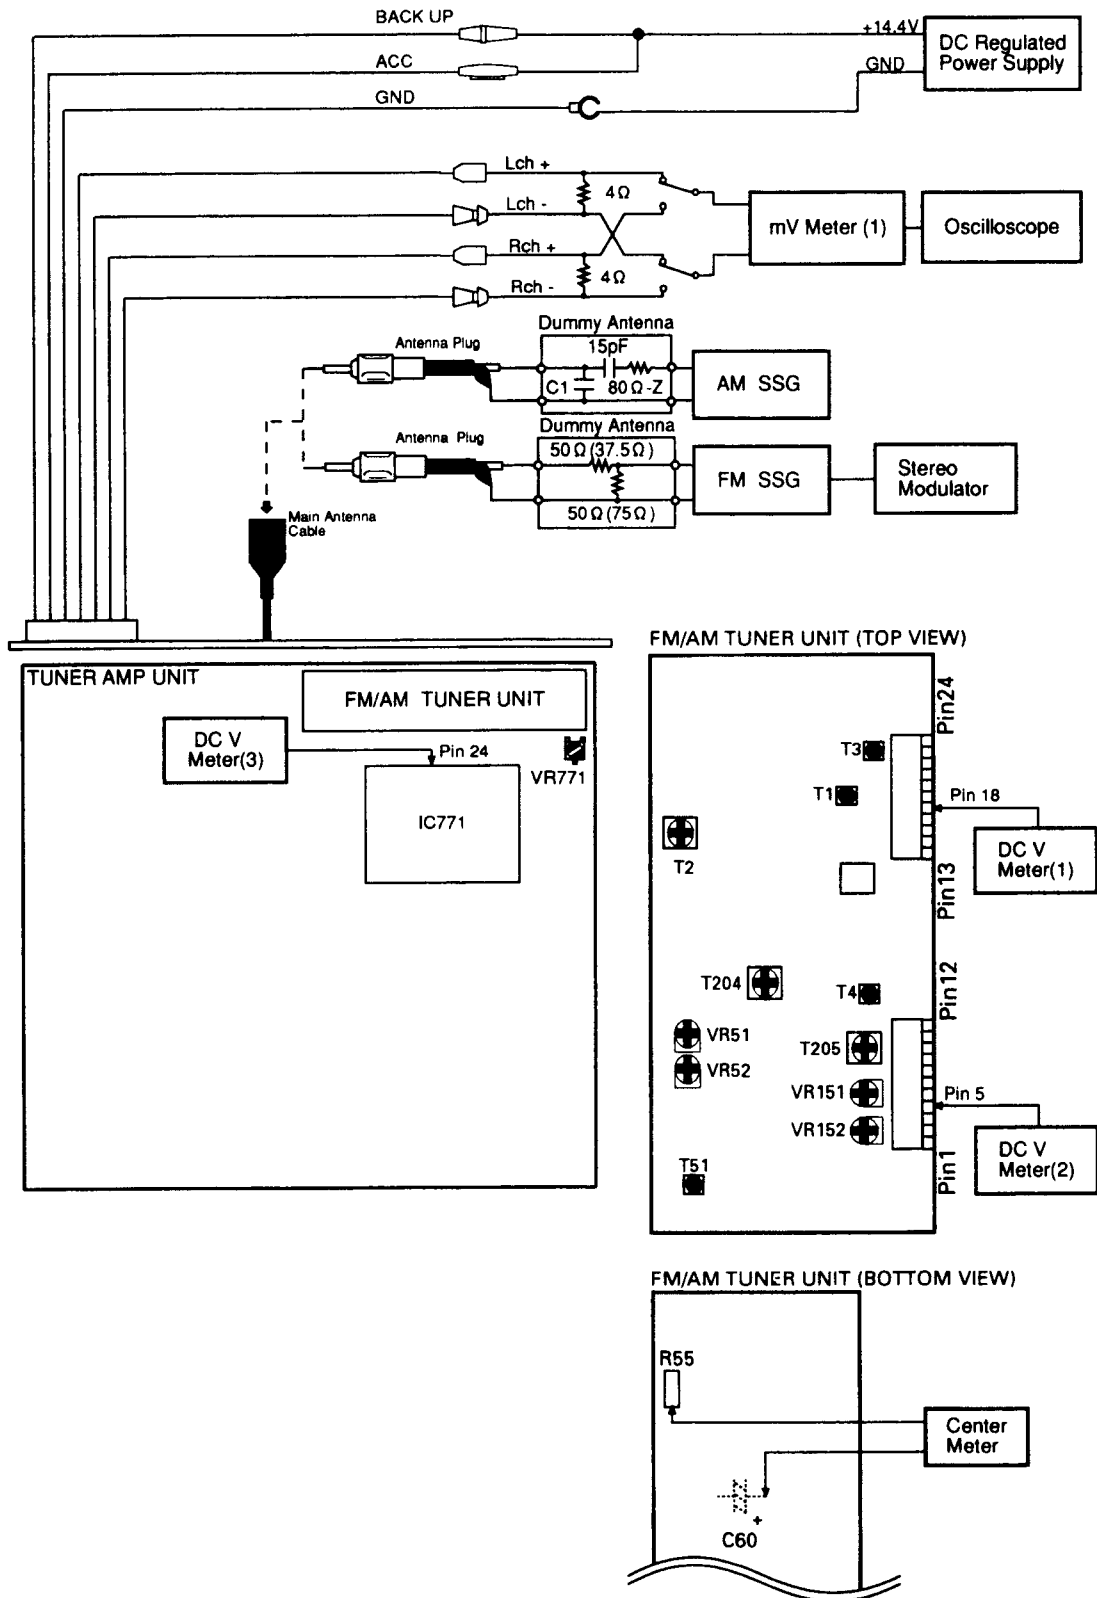 BACK UP
+14.4V
DC Regulated
Power Supply
ACC
GND
GND
Lch +
4Ω
Lch -
mV Meter (1)
Oscilloscope
Rch +
4Ω
Rch -
Dummy Antenna
Antenna Plug
15pF
C1
80Ω-Z
AM SSG
Dummy Antenna
Antenna Plug
50Ω(37.5Ω)
FM SSG
Stereo
Modulator
50Ω(75Ω)
Main Antenna
Cable
TUNER AMP UNIT
FM/AM TUNER UNIT
DC V
Meter(3)
Pin 24
VR771
IC771
FM/AM TUNER UNIT (TOP VIEW)
Pin24
T3
T1
Pin 18
T2
DC V
Meter(1)
Pin13
Pin12
T204
T4
VR51
T205
VR52
VR151
Pin 5
VR152
DC V
Meter(2)
T51
Pin1
FM/AM TUNER UNIT (BOTTOM VIEW)
R55
Center
Meter
+
C60